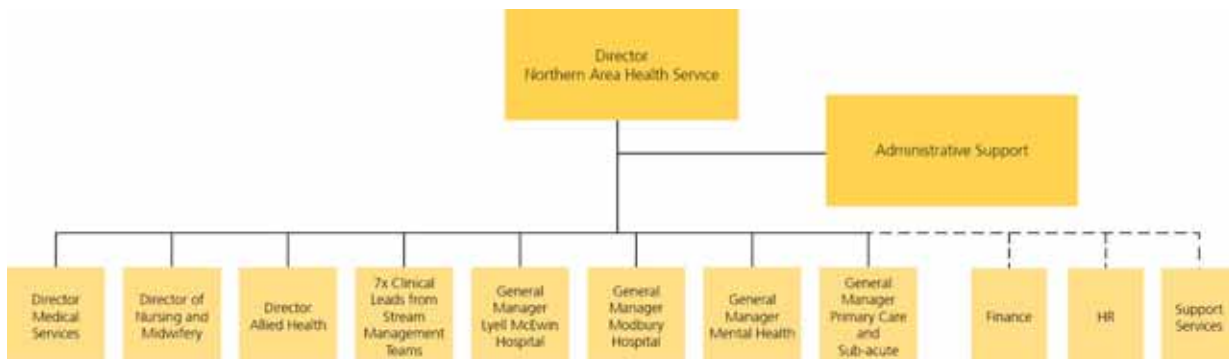 Director
Northern Area Health Service
Administrative Support
Director
Medical
Services
Director of
Nursing and
Midwifery
Director
Allied Health
7x Clinical
Leads from
Stream
Management
Teams
General
Manager
Lyell McEwin
Hospital
General
Manager
Modbury
Hospital
General
Manager
Mental Health
General
Manager
Primary Care
and
Sub-acute
Finance
HR
Support
Services